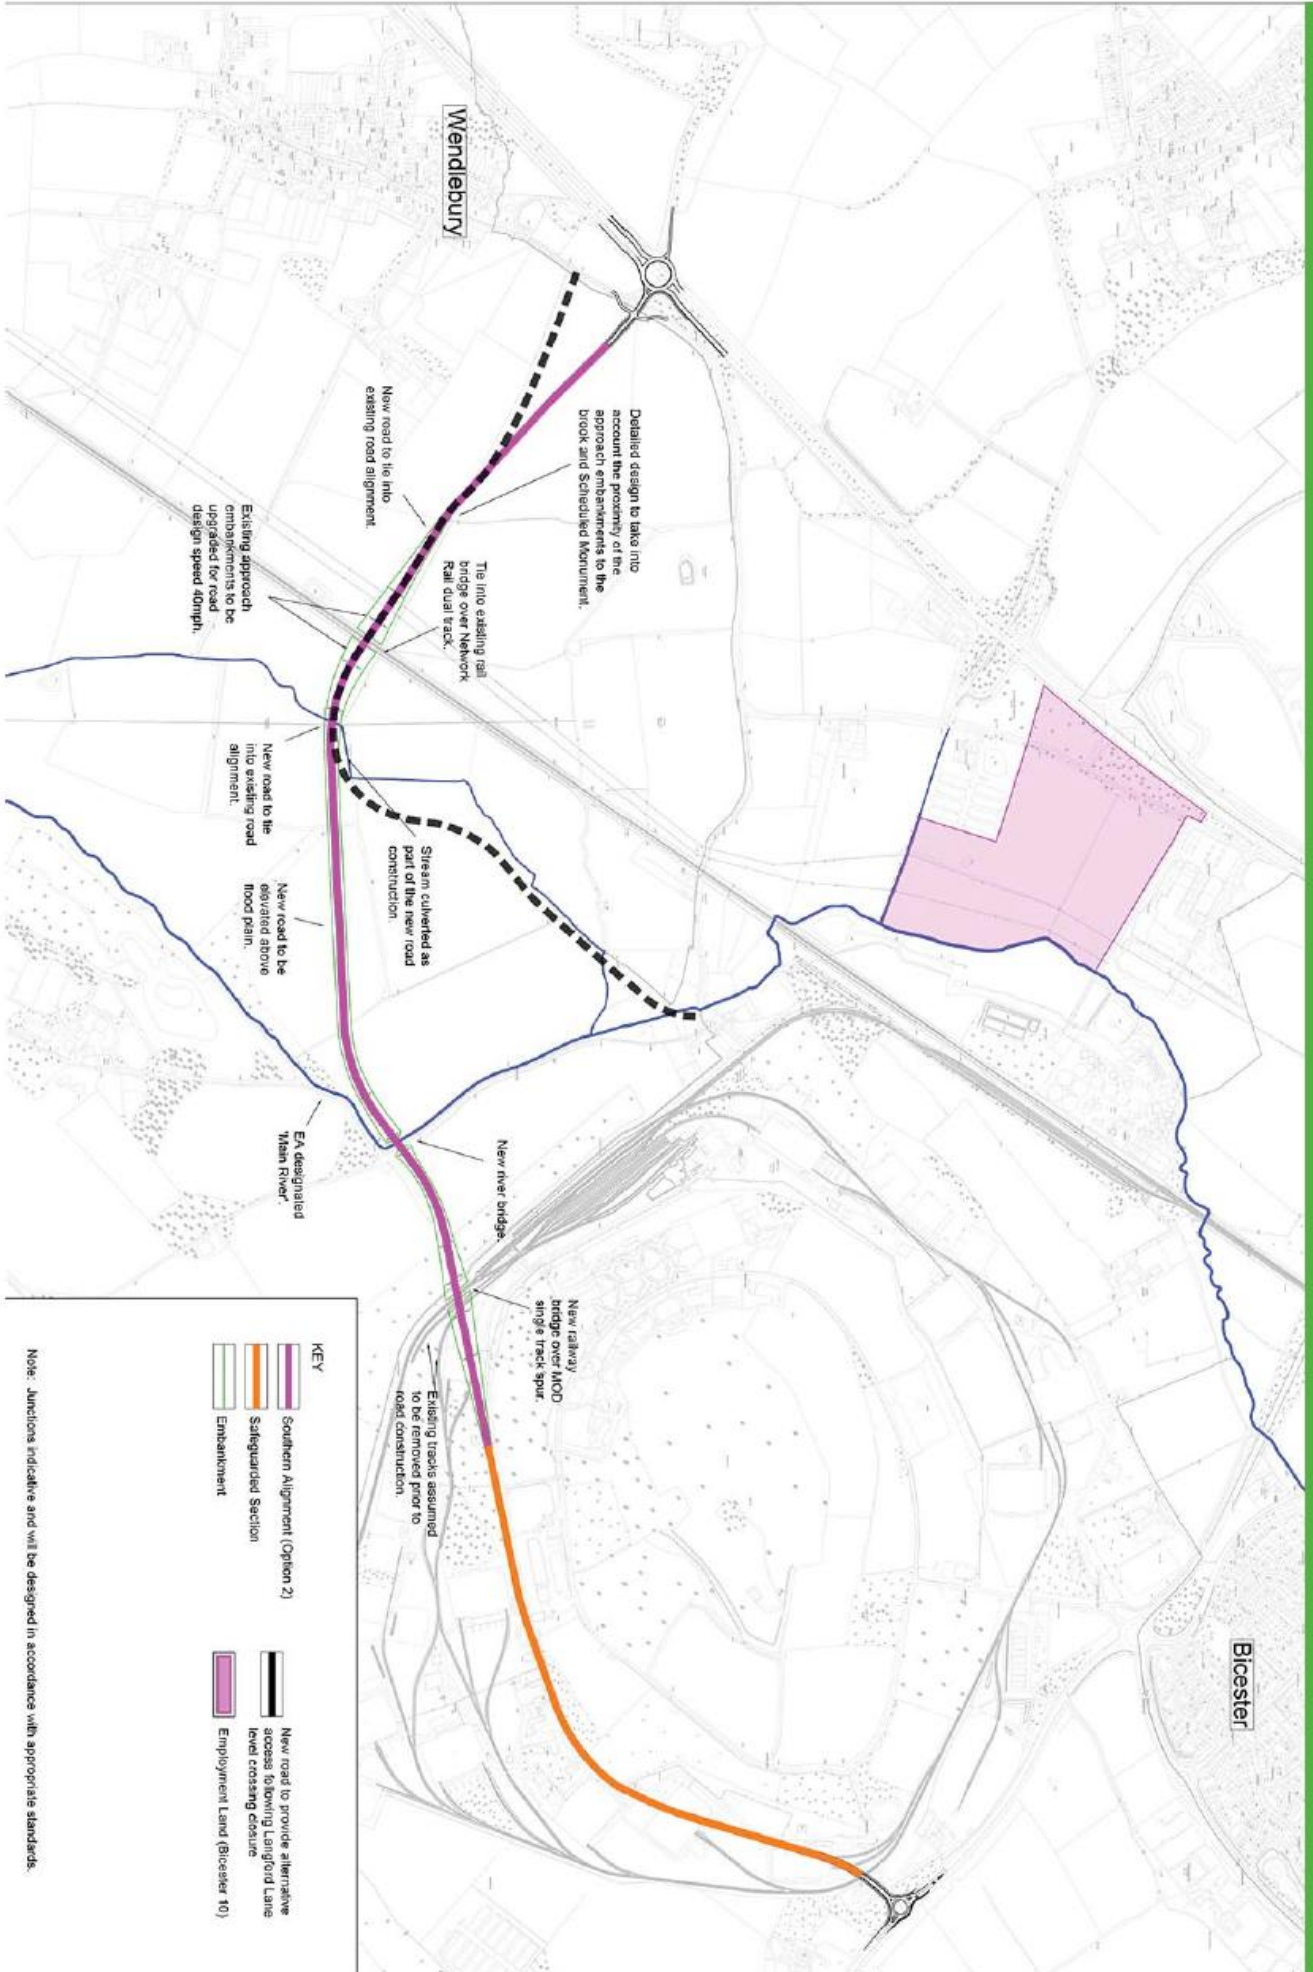 Wendlebury
Bicester
Detailed design to take into
account the proximity of the
approach embankments to the
brook and Scheduled Monument.
New road to tie into
existing road alignment.
Tie into existing rail
bridge over Network
Rail dual track.
Existing approach
embankments to be
upgraded for road
design speed 40mph.
New road to tie
into existing road
alignment.
Stream culverted as
part of the new road
construction.
New road to be
elevated above
flood plain.
EA designated
'Main River'.
New river bridge.
New railway
bridge over MOD
single track spur.
Existing tracks assumed
to be removed prior to
road construction.
KEY
Southern Alignment (Option 2)
Safeguarded Section
Embankment
New road to provide alternative
access following Langford Lane
level crossing closure
Employment Land (Bicester 10)
Note: Junctions indicative and will be designed in accordance with appropriate standards.